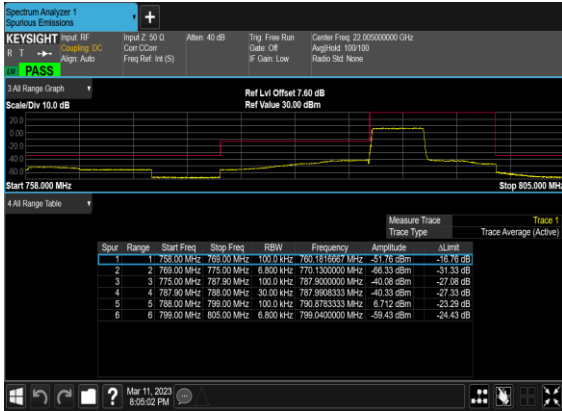 Spectrum Analyzer 1
Spurious Emissions
KEYSIGHT Input: RF Input Z: 50 Ω Atten: 40 dB Trig: Free Run Center Freq: 22.005000000 GHz
R T Coupling: DC Corr CCorr Gate: Off Avg|Hold: 100/100
Align: Auto Freq Ref: Int (S) IF Gain: Low Radio Std: None
PASS
3 All Range Graph Ref Lvl Offset 7.60 dB
Scale/Div 10.0 dB Ref Value 30.00 dBm
20.0
0.00
-20.0
-40.0
-60.0
Start 758.000 MHz Stop 805.000 MHz
4 All Range Table
Measure Trace Trace 1
Trace Type Trace Average (Active)
Spur Range Start Freq Stop Freq RBW Frequency Amplitude ΔLimit
1 1 758.00 MHz 769.00 MHz 100.0 kHz 760.1816667 MHz -51.76 dBm -16.76 dB
2 2 769.00 MHz 775.00 MHz 6.800 kHz 770.1300000 MHz -66.33 dBm -31.33 dB
3 3 775.00 MHz 787.90 MHz 100.0 kHz 787.9000000 MHz -40.08 dBm -27.08 dB
4 4 787.90 MHz 788.00 MHz 30.00 kHz 787.9908333 MHz -40.33 dBm -27.33 dB
5 5 788.00 MHz 799.00 MHz 100.0 kHz 790.8783333 MHz 6.712 dBm -23.29 dB
6 6 799.00 MHz 805.00 MHz 6.800 kHz 799.0400000 MHz -59.43 dBm -24.43 dB
Mar 11, 2023
8:05:02 PM